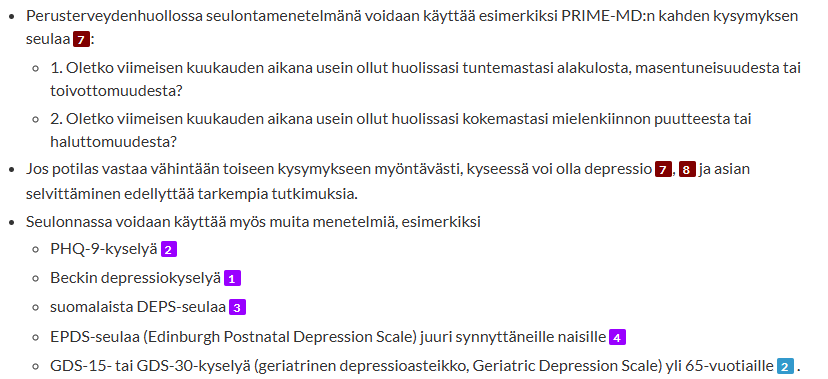 Perusterveydenhuollossa seulontamenetelmänä voidaan käyttää esimerkiksi PRIME-MD:n kahden kysymyksen
seulaa 7:
1. Oletko viimeisen kuukauden aikana usein ollut huolissasi tuntemastasi alakulosta, masentuneisuudesta tai
toivottomuudesta?
2. Oletko viimeisen kuukauden aikana usein ollut huolissasi kokemastasi mielenkiinnon puutteesta tai
haluttomuudesta?
Jos potilas vastaa vähintään toiseen kysymykseen myöntävästi, kyseessä voi olla depressio 7, 8 ja asian
selvittäminen edellyttää tarkempia tutkimuksia.
Seulonnassa voidaan käyttää myös muita menetelmiä, esimerkiksi
PHQ-9-kyselyä 2
Beckin depressiokyselyä 1
suomalaista DEPS-seulaa 3
EPDS-seulaa (Edinburgh Postnatal Depression Scale) juuri synnyttäneille naisille 4
GDS-15- tai GDS-30-kyselyä (geriatrinen depressioasteikko, Geriatric Depression Scale) yli 65-vuotiaille 2 .